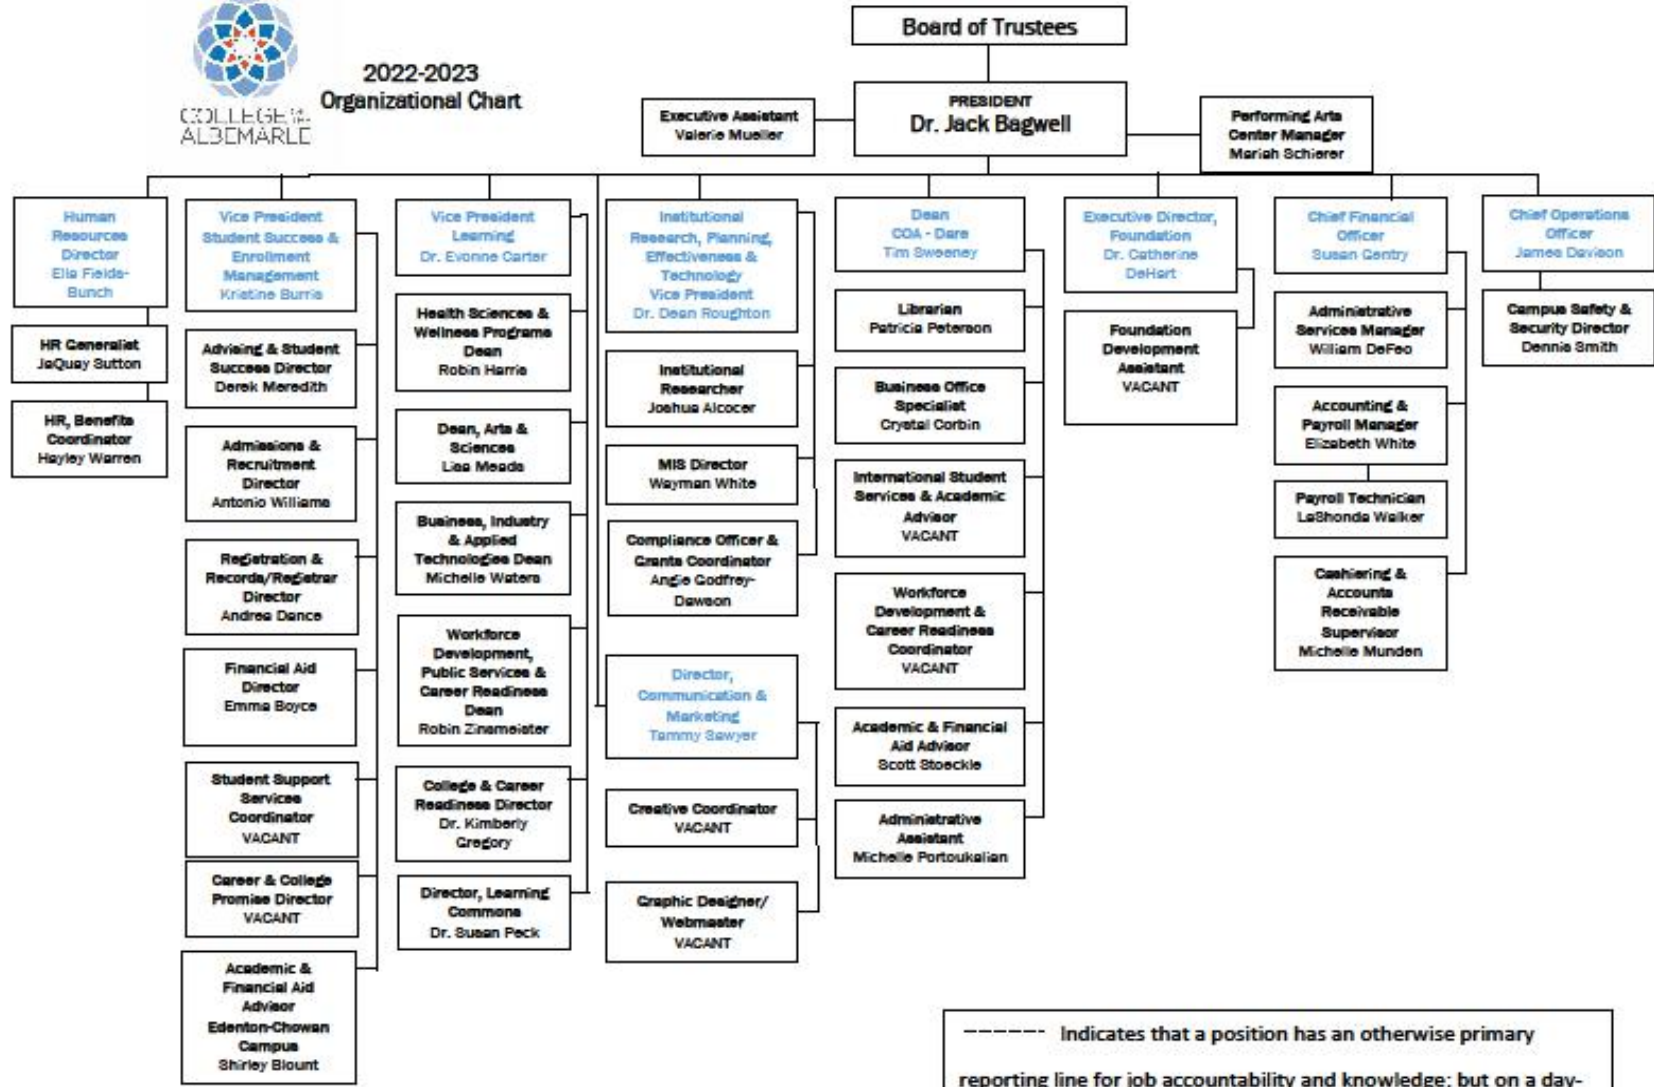 COLLEGE OF THE
ALBEMARLE
2022-2023
Organizational Chart
Board of Trustees
PRESIDENT
Dr. Jack Bagwell
Executive Assistant
Valerie Mueller
Performing Arts
Center Manager
Mariah Schierer
Human
Resources
Director
Ella Fields-
Bunch
HR Generalist
JaQuay Sutton
HR, Benefits
Coordinator
Hayley Warren
Vice President
Student Success &
Enrollment
Management
Kristine Burris
Advising & Student
Success Director
Derek Meredith
Admissions &
Recruitment
Director
Antonio Williams
Registration &
Records/Registrar
Director
Andrea Dance
Financial Aid
Director
Emma Boyce
Student Support
Services
Coordinator
VACANT
Career & College
Promise Director
VACANT
Academic &
Financial Aid
Advisor
Edenton-Chowan
Campus
Shirley Blount
Vice President
Learning
Dr. Evonne Carter
Health Sciences &
Wellness Programs
Dean
Robin Harris
Dean, Arts &
Sciences
Lisa Meads
Business, Industry
& Applied
Technologies Dean
Michelle Waters
Workforce
Development,
Public Services &
Career Readiness
Dean
Robin Zinsmeister
College & Career
Readiness Director
Dr. Kimberly
Gregory
Director, Learning
Commons
Dr. Susan Peck
Institutional
Research, Planning,
Effectiveness &
Technology
Vice President
Dr. Dean Roughton
Institutional
Researcher
Joshua Alcocer
MIS Director
Wayman White
Compliance Officer &
Grants Coordinator
Angie Godfrey-
Dawson
Director,
Communication &
Marketing
Tammy Sawyer
Creative Coordinator
VACANT
Graphic Designer/
Webmaster
VACANT
Dean
COA - Dare
Tim Sweeney
Librarian
Patricia Peterson
Business Office
Specialist
Crystal Corbin
International Student
Services & Academic
Advisor
VACANT
Workforce
Development &
Career Readiness
Coordinator
VACANT
Academic & Financial
Aid Advisor
Scott Stoeckle
Administrative
Assistant
Michelle Portoukalian
Executive Director,
Foundation
Dr. Catherine
DeHart
Foundation
Development
Assistant
VACANT
Chief Financial
Officer
Susan Gentry
Administrative
Services Manager
William DeFeo
Accounting &
Payroll Manager
Elizabeth White
Payroll Technician
LaShonda Walker
Cashiering &
Accounts
Receivable
Supervisor
Michelle Munden
Chief Operations
Officer
James Davison
Campus Safety &
Security Director
Dennis Smith
------- Indicates that a position has an otherwise primary
reporting line for job accountability and knowledge; but on a day-